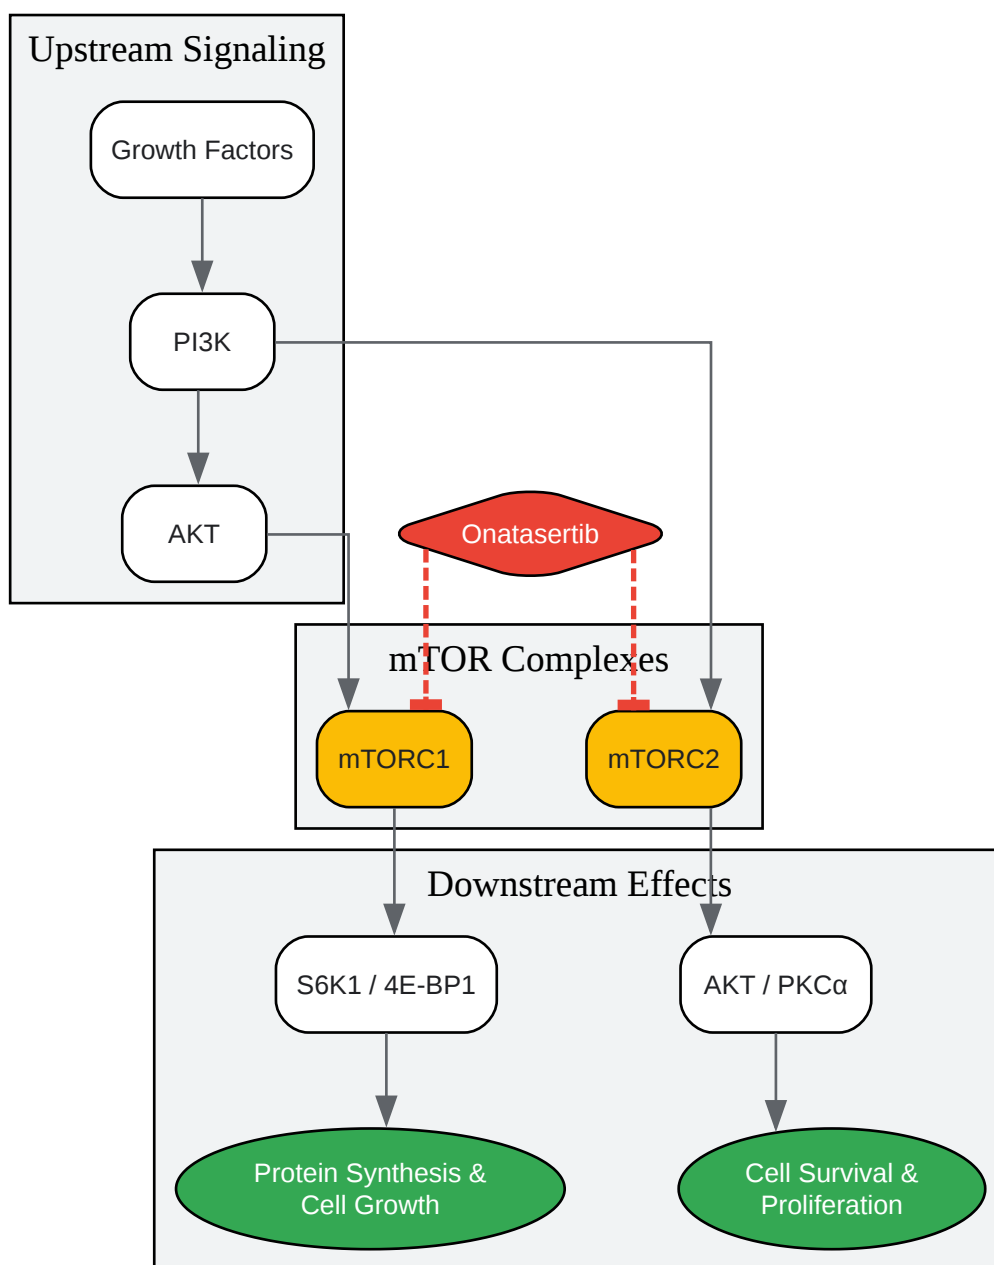 Upstream Signaling
Growth Factors
PI3K
AKT
Onatasertib
mTOR Complexes
mTORC1
mTORC2
Downstream Effects
S6K1 / 4E-BP1
AKT / PKCα
Protein Synthesis &
Cell Growth
Cell Survival &
Proliferation